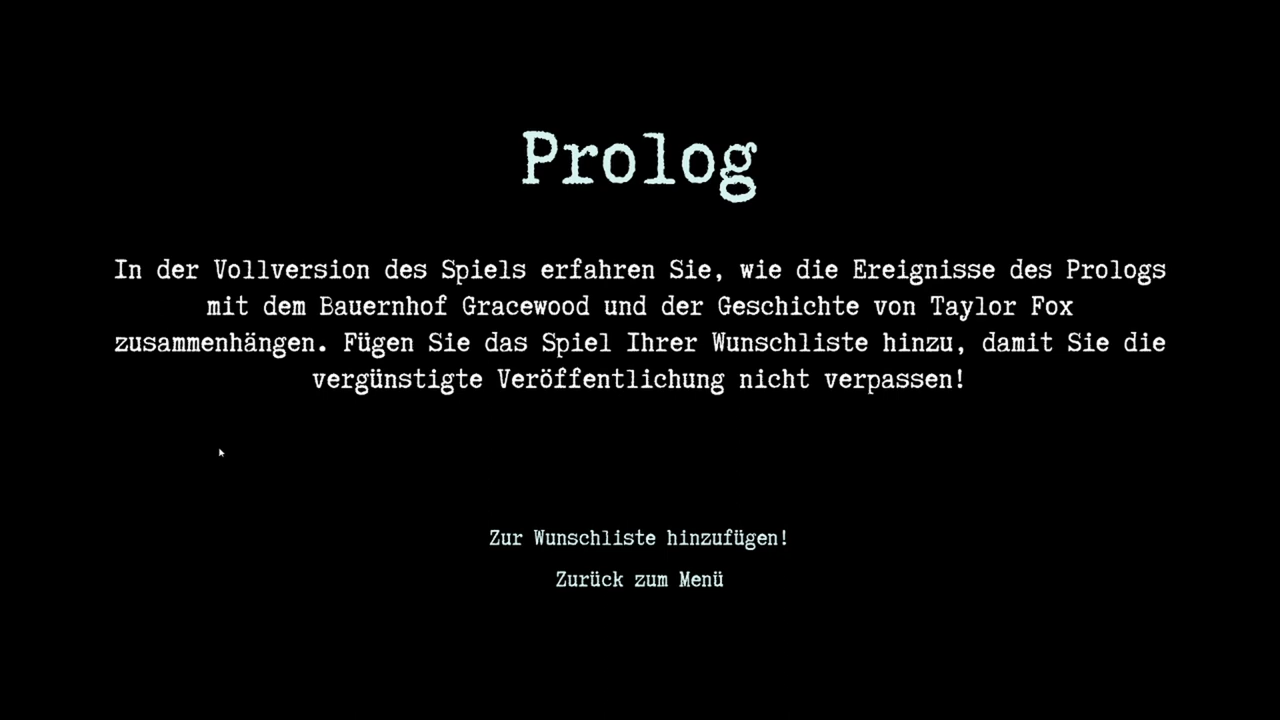 Prolog
In der Vollversion des Spiels erfahren Sie, wie die Ereignisse des Prologs
mit dem Bauernhof Gracewood und der Geschichte von Taylor Fox
zusammenhängen. Fügen Sie das Spiel Ihrer Wunschliste hinzu, damit Sie die
vergünstigte Veröffentlichung nicht verpassen!
Zur Wunschliste hinzufügen!
Zurück zum Menü